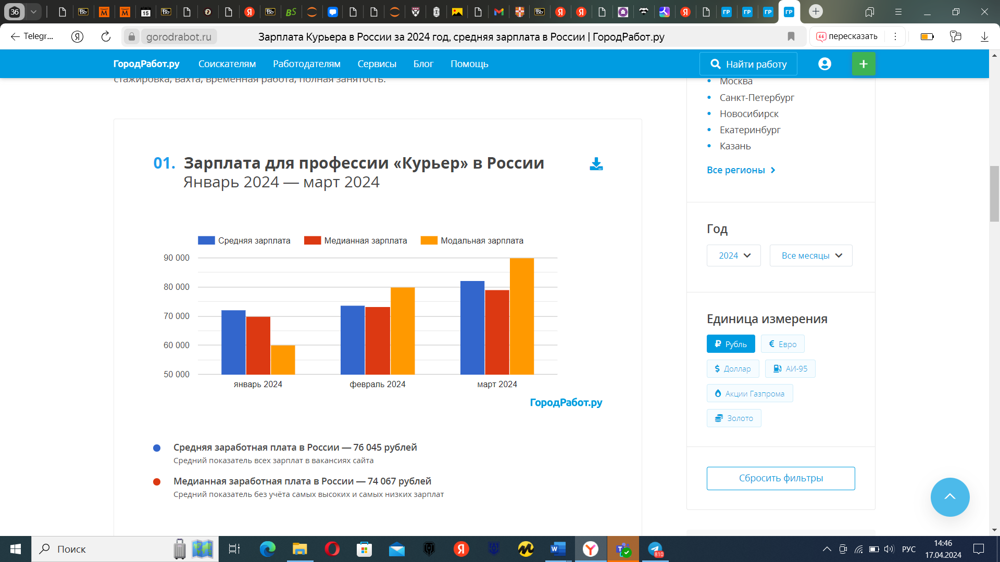 36
Telegr...
gorodrabot.ru
Зарплата Курьера в России за 2024 год, средняя зарплата в России | ГородРабот.ру
пересказать
ГородРабот.ру
Соискателям
Работодателям
Сервисы
Блог
Помощь
Найти работу
стажировка, вахта, временная работа, полная занятость.
01. Зарплата для профессии «Курьер» в России
Январь 2024 — март 2024
Средняя зарплата
Медианная зарплата
Модальная зарплата
90 000
80 000
70 000
60 000
50 000
январь 2024
февраль 2024
март 2024
ГородРабот.ру
Средняя заработная плата в России — 76 045 рублей
Средний показатель всех зарплат в вакансиях сайта
Медианная заработная плата в России — 74 067 рублей
Средний показатель без учёта самых высоких и самых низких зарплат
Москва
Санкт-Петербург
Новосибирск
Екатеринбург
Казань
Все регионы
Год
2024
Все месяцы
Единица измерения
₽ Рубль
€ Евро
$ Доллар
АИ-95
Акции Газпрома
Золото
Сбросить фильтры
Поиск
810
РУС
14:46
17.04.2024